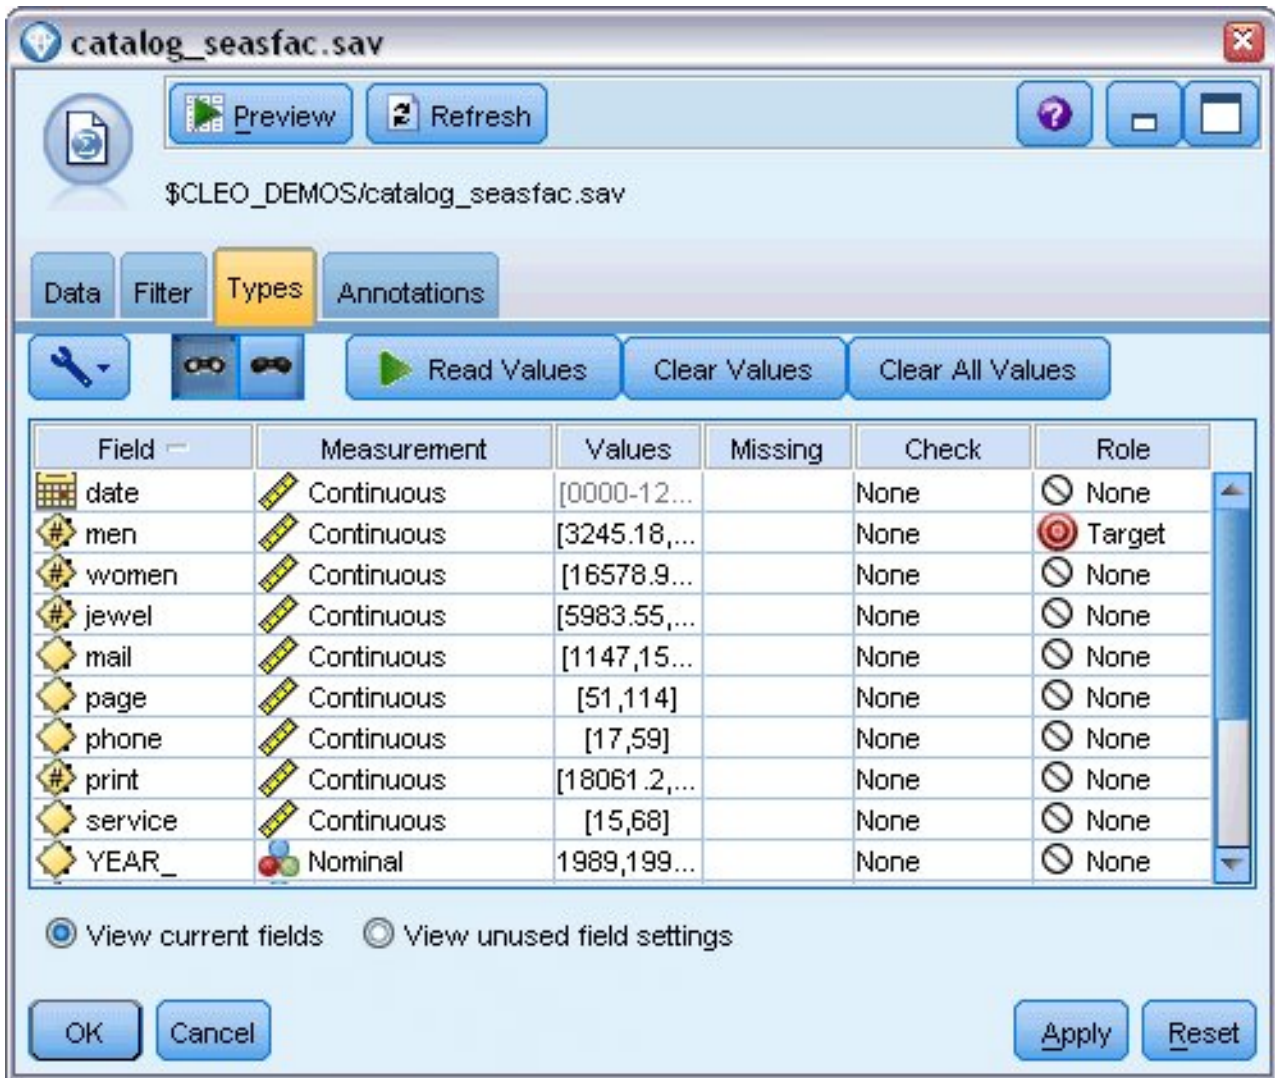 catalog_seasfac.sav
Preview Refresh
$CLEO_DEMOS/catalog_seasfac.sav
Data Filter Types Annotations
Read Values Clear Values Clear All Values
Field Measurement Values Missing Check Role
date Continuous [0000-12... None None
men Continuous [3245.18,... None Target
women Continuous [16578.9... None None
jewel Continuous [5983.55,... None None
mail Continuous [1147,15... None None
page Continuous [51,114] None None
phone Continuous [17,59] None None
print Continuous [18061.2,... None None
service Continuous [15,68] None None
YEAR_ Nominal 1989,199... None None
View current fields View unused field settings
OK Cancel Apply Reset